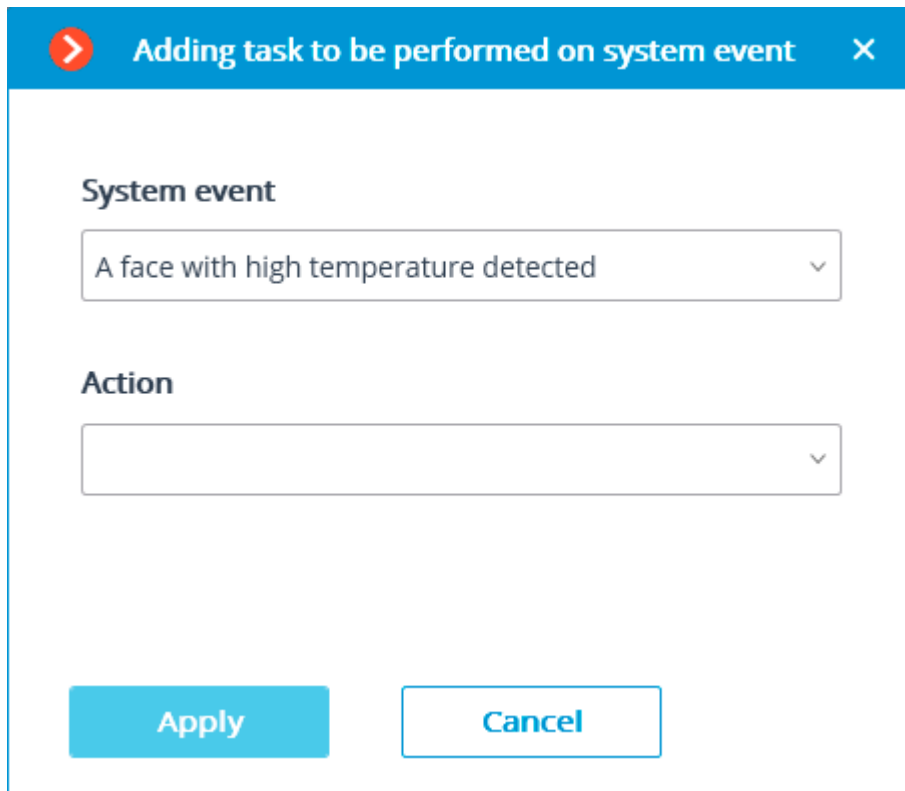 Adding task to be performed on system event
System event
A face with high temperature detected
Action
Apply
Cancel